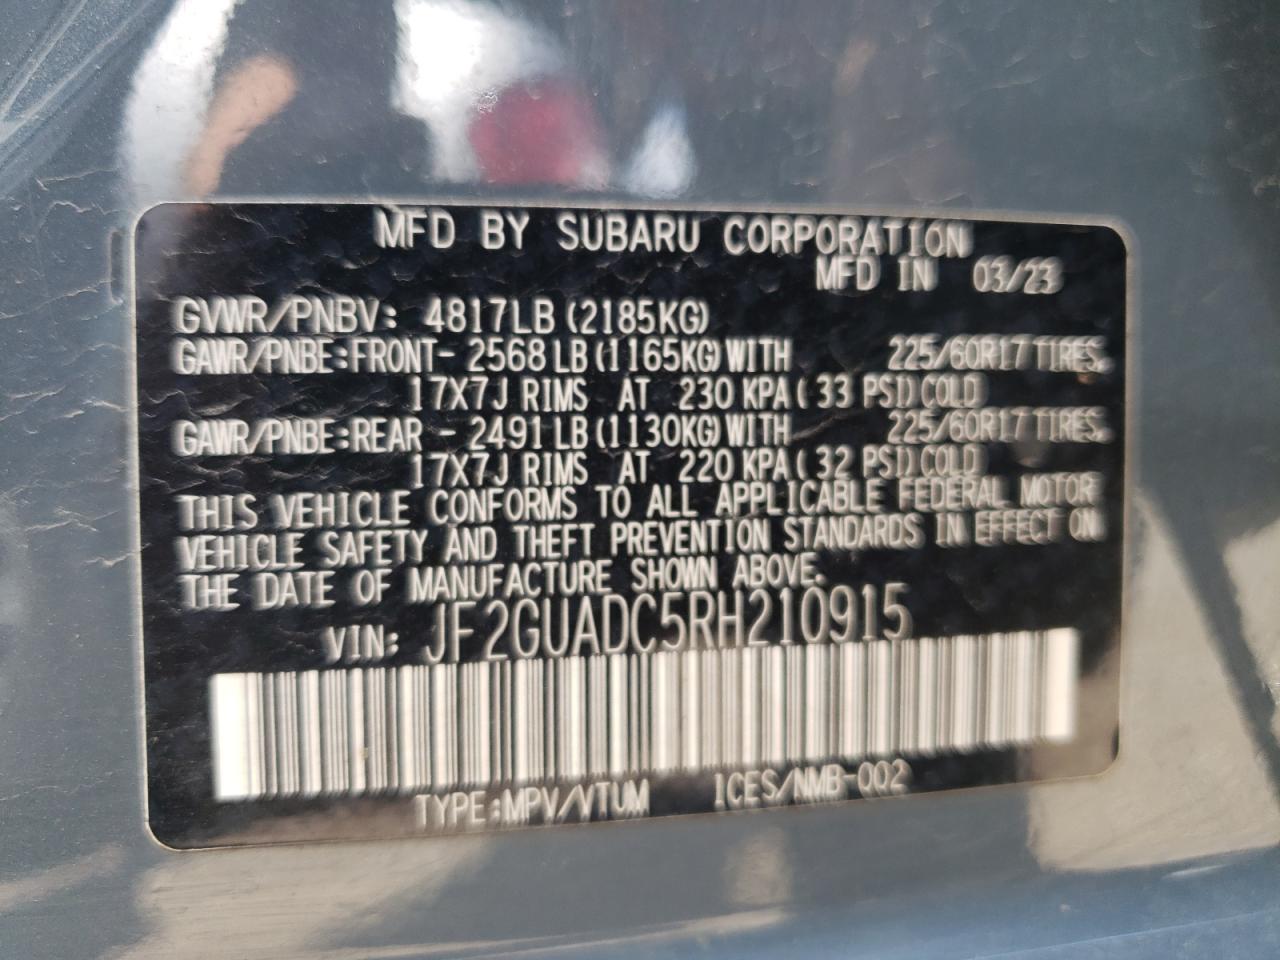 MFD BY SUBARU CORPORATION
MFD IN 03/23
GVWR/PNBV: 4817LB (2185KG)
GAWR/PNBE:FRONT- 2568 LB (1165KG) WITH 225/60R17 TIRES.
17X7J RIMS AT 230 KPA ( 33 PSI) COLD
GAWR/PNBE:REAR - 2491 LB (1130KG) WITH 225/60R17 TIRES.
17X7J RIMS AT 220 KPA ( 32 PSI) COLD
THIS VEHICLE CONFORMS TO ALL APPLICABLE FEDERAL MOTOR
VEHICLE SAFETY AND THEFT PREVENTION STANDARDS IN EFFECT ON
THE DATE OF MANUFACTURE SHOWN ABOVE.
VIN: JF2GUADC5RH210915
TYPE:MPV/VTUM ICES/NMB-002